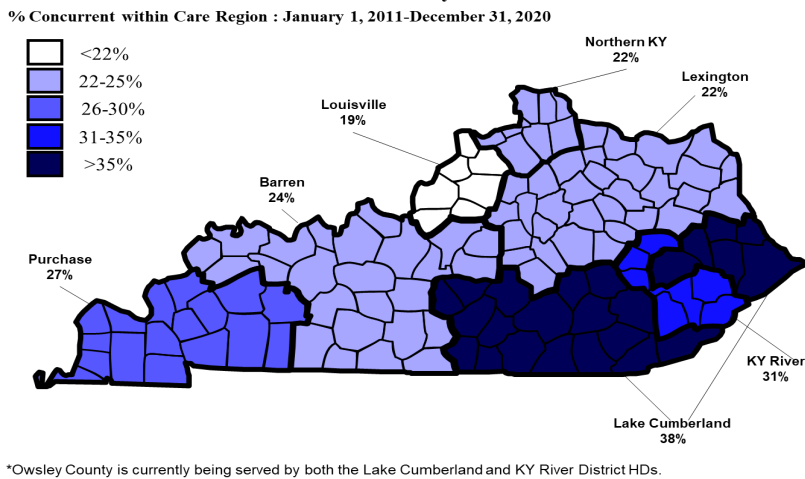 % Concurrent within Care Region : January 1, 2011-December 31, 2020
<22%
22-25%
26-30%
31-35%
>35%
Northern KY
22%
Lexington
22%
Louisville
19%
Barren
24%
Purchase
27%
KY River
31%
Lake Cumberland
38%
*Owsley County is currently being served by both the Lake Cumberland and KY River District HDs.